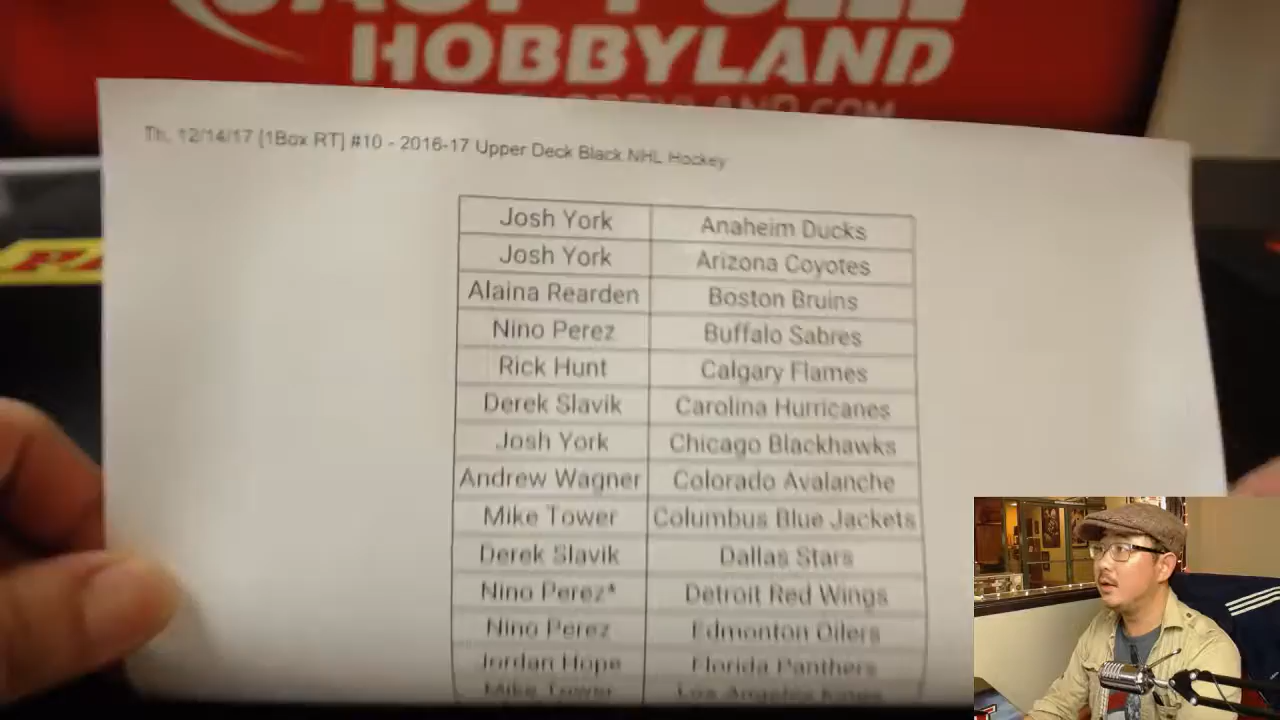 HOBBYLAND
Th. 12/14/17 [1Box RT] #10 - 2016-17 Upper Deck Black NHL Hockey
Josh York Anaheim Ducks
Josh York Arizona Coyotes
Alaina Rearden Boston Bruins
Nino Perez Buffalo Sabres
Rick Hunt Calgary Flames
Derek Slavik Carolina Hurricanes
Josh York Chicago Blackhawks
Andrew Wagner Colorado Avalanche
Mike Tower Columbus Blue Jackets
Derek Slavik Dallas Stars
Nino Perez* Detroit Red Wings
Nino Perez Edmonton Oilers
Jordan Hope Florida Panthers
Mike Tower Los Angeles Kings